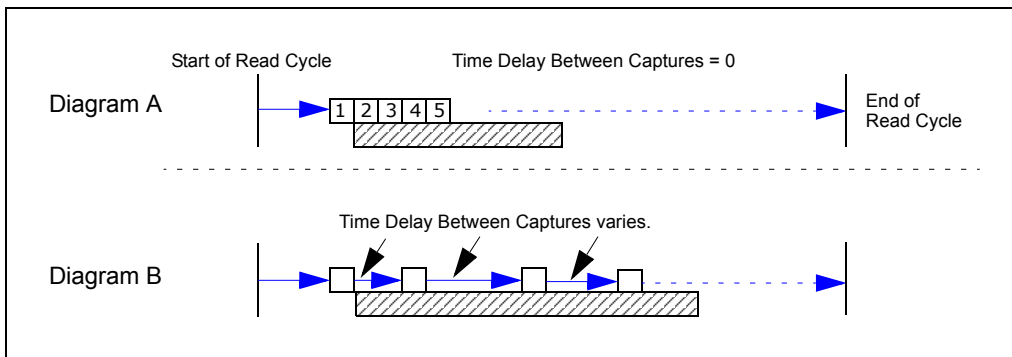 Start of Read Cycle
Time Delay Between Captures = 0
Diagram A
1 2 3 4 5
End of
Read Cycle
Time Delay Between Captures varies.
Diagram B